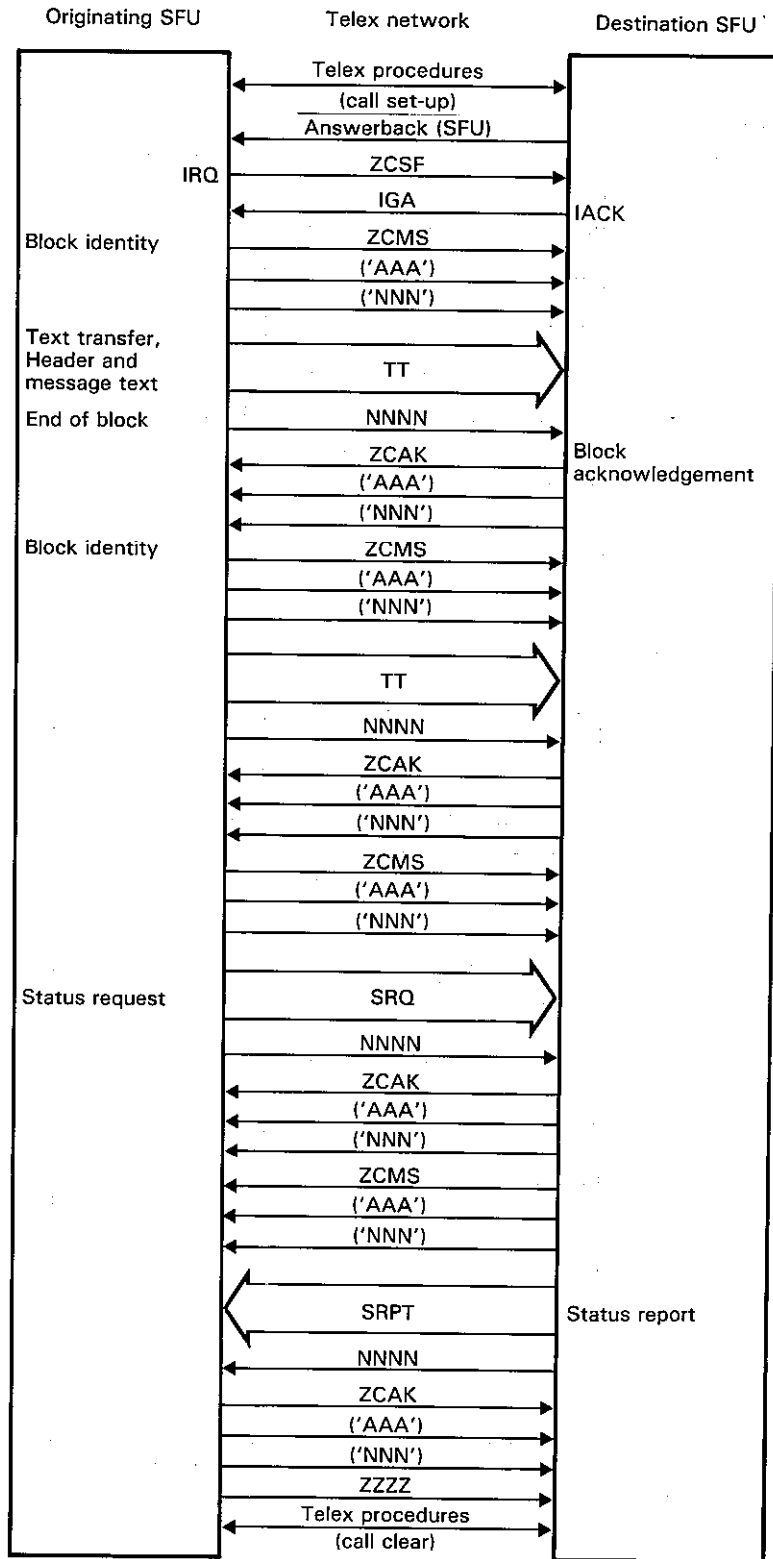 Originating SFU Telex network Destination SFU
Telex procedures
(call set-up)
Answerback (SFU)
IRQ ZCSF
IGA IACK
Block identity ZCMS
('AAA')
('NNN')
Text transfer,
Header and
message text
TT
End of block NNNN
ZCAK Block
acknowledgement
('AAA')
('NNN')
Block identity ZCMS
('AAA')
('NNN')
TT
NNNN
ZCAK
('AAA')
('NNN')
ZCMS
('AAA')
('NNN')
Status request SRQ
NNNN
ZCAK
('AAA')
('NNN')
ZCMS
('AAA')
('NNN')
SRPT Status report
NNNN
ZCAK
('AAA')
('NNN')
ZZZZ
Telex procedures
(call clear)